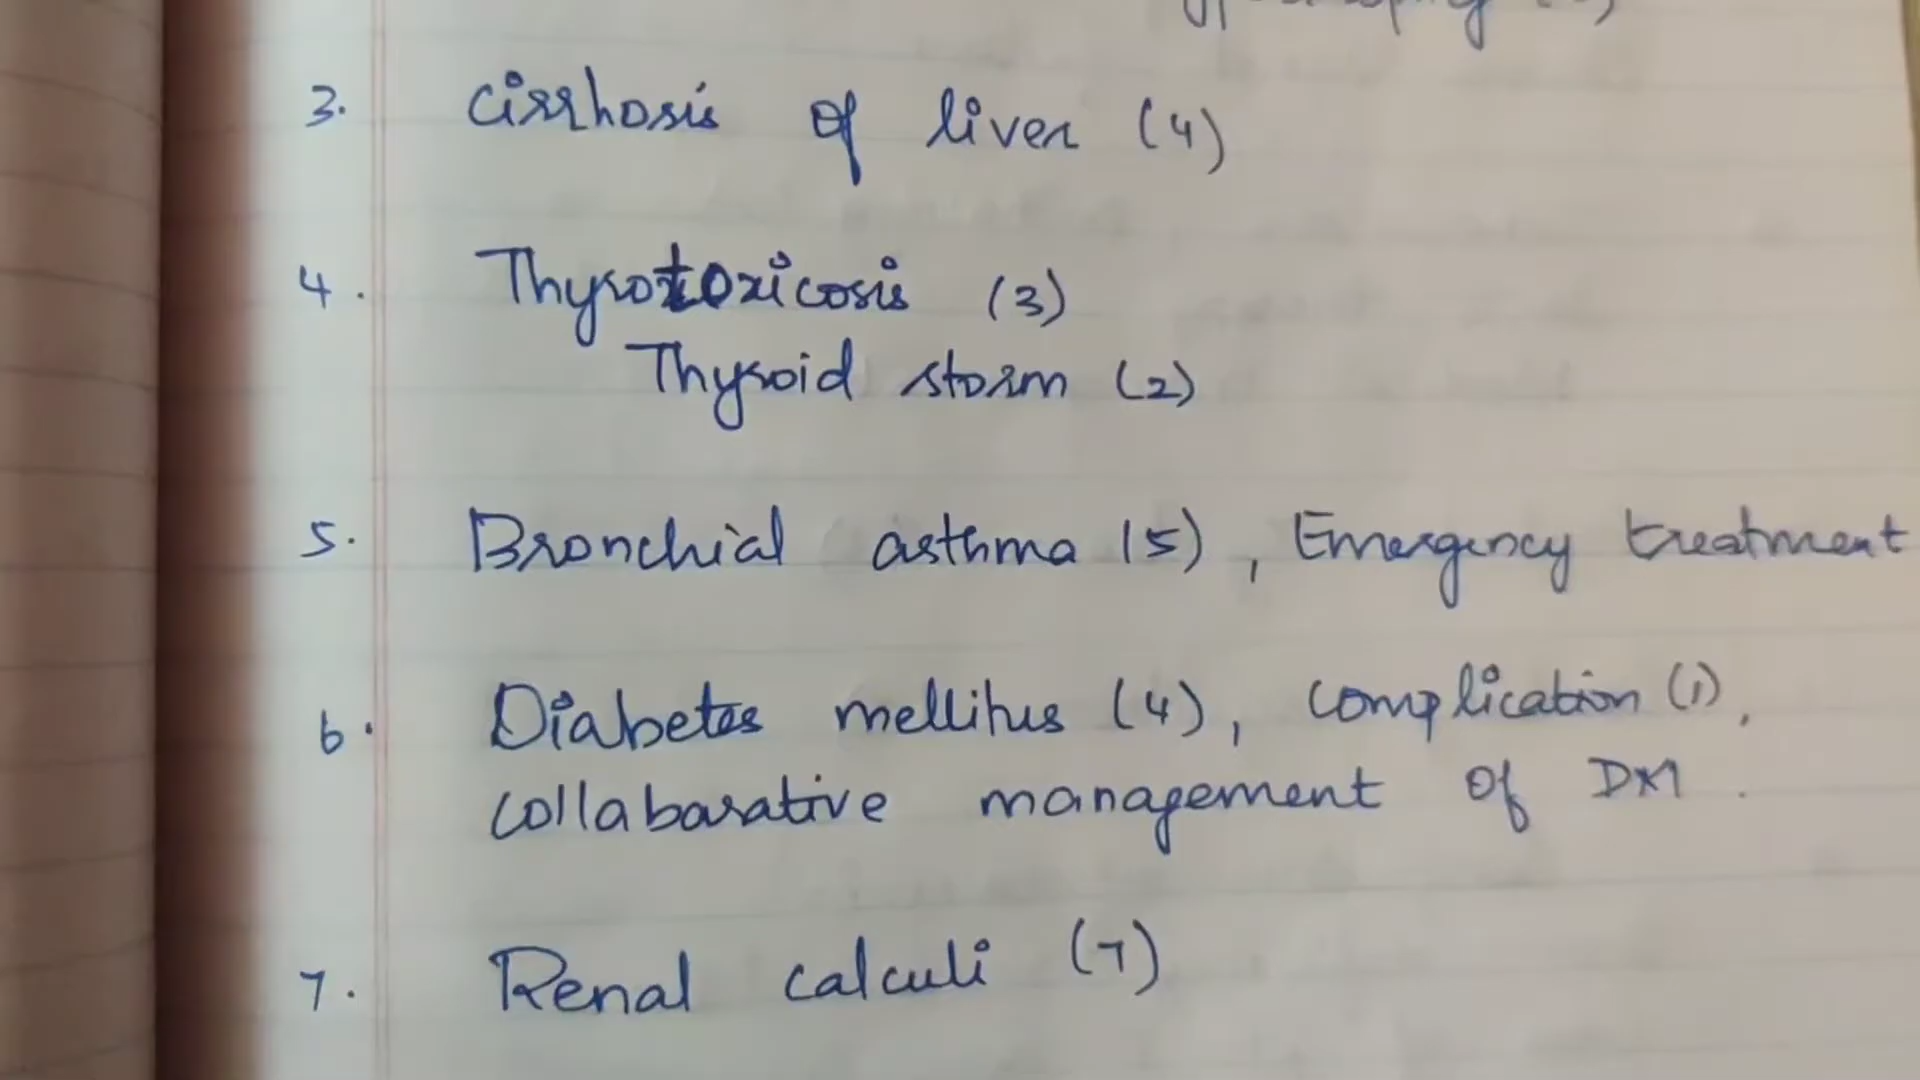 3. Cirrhosis of liver (4)
4. Thyrotoxicosis (3)
Thyroid storm (2)
5. Bronchial asthma (5), Emergency treatment
6. Diabetes mellitus (4), complication (1),
collabarative management of DM.
7. Renal calculi (7)